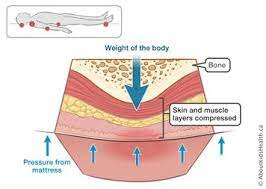 Weight of the body
Bone
Skin and muscle
layers compressed
Pressure from
mattress
© AboutKidsHealth.ca